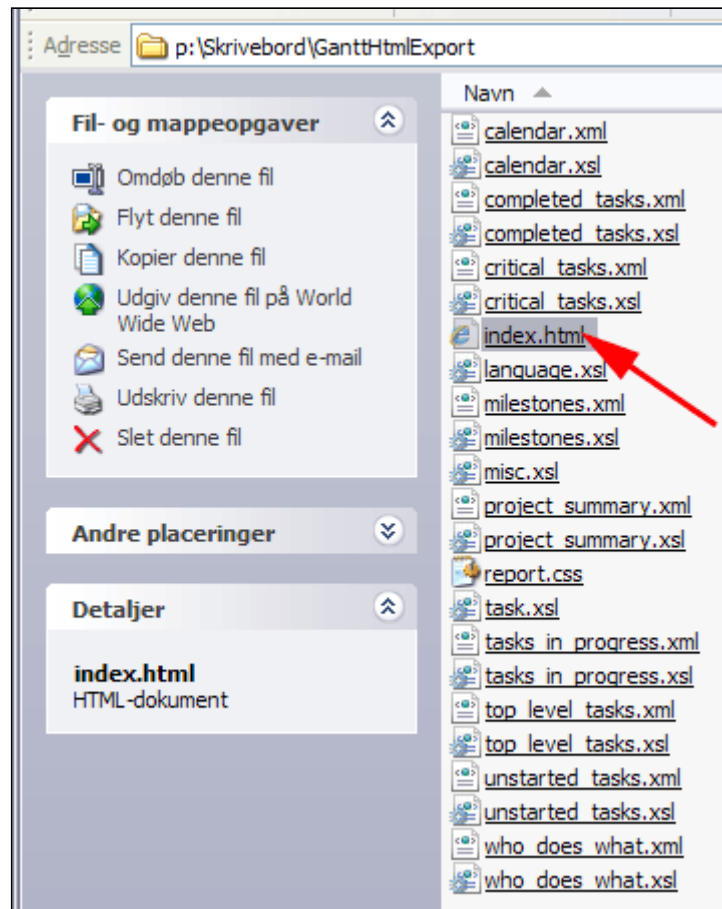 Adresse p:\Skrivebord\GanttHtmlExport
Fil- og mappeopgaver
Omdøb denne fil
Flyt denne fil
Kopier denne fil
Udgiv denne fil på World
Wide Web
Send denne fil med e-mail
Udskriv denne fil
Slet denne fil
Andre placeringer
Detaljer
index.html
HTML-dokument
Navn
calendar.xml
calendar.xsl
completed_tasks.xml
completed_tasks.xsl
critical_tasks.xml
critical_tasks.xsl
index.html
language.xsl
milestones.xml
milestones.xsl
misc.xsl
project_summary.xml
project_summary.xsl
report.css
task.xsl
tasks_in_progress.xml
tasks_in_progress.xsl
top_level_tasks.xml
top_level_tasks.xsl
unstarted_tasks.xml
unstarted_tasks.xsl
who_does_what.xml
who_does_what.xsl